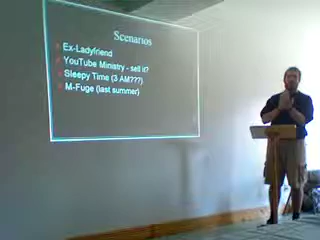 Scenarios
Ex-Ladyfriend
YouTube Ministry - sell it?
Sleepy Time (3 AM???)
M-Fuge (last summer)